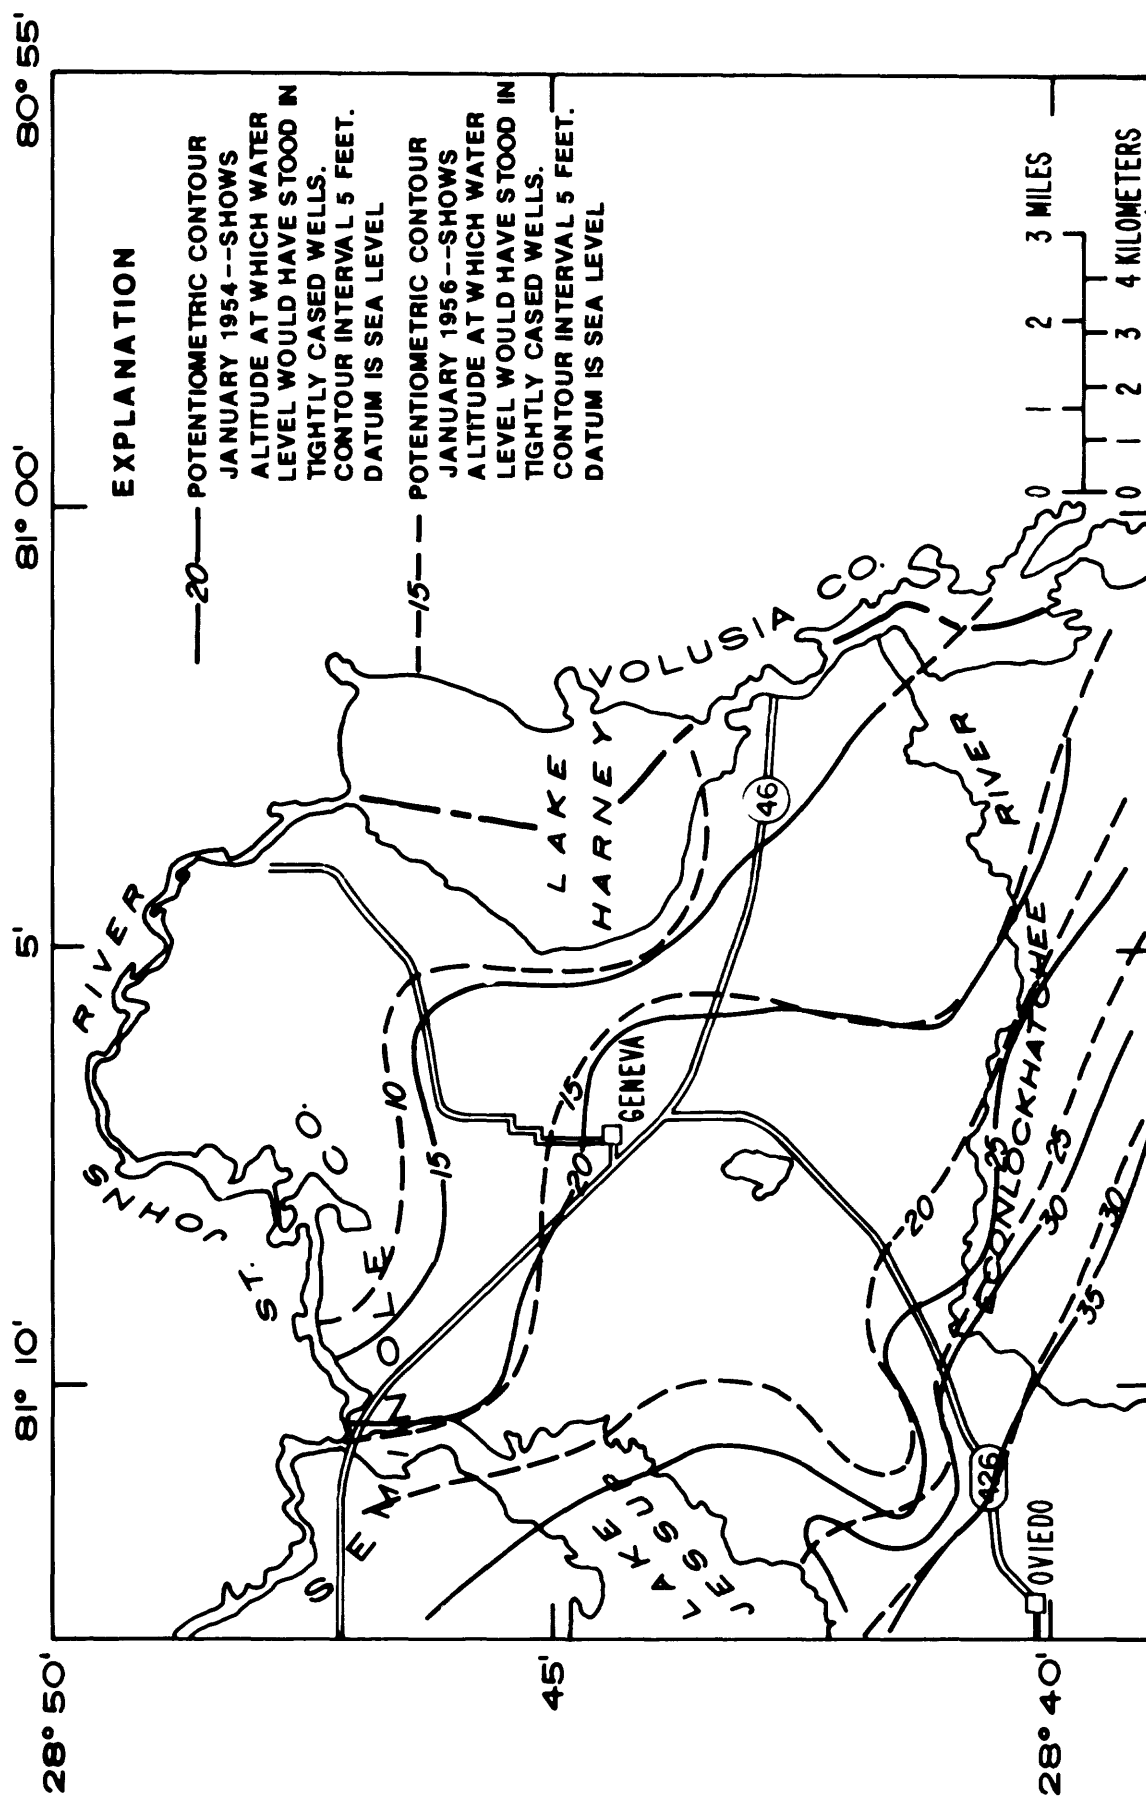 81° 10'
5'
81° 00'
80° 55'
28° 50'
45'
28° 40'
EXPLANATION
20
POTENTIOMETRIC CONTOUR
JANUARY 1954--SHOWS
ALTITUDE AT WHICH WATER
LEVEL WOULD HAVE STOOD IN
TIGHTLY CASED WELLS.
CONTOUR INTERVAL 5 FEET.
DATUM IS SEA LEVEL
15
POTENTIOMETRIC CONTOUR
JANUARY 1956--SHOWS
ALTITUDE AT WHICH WATER
LEVEL WOULD HAVE STOOD IN
TIGHTLY CASED WELLS.
CONTOUR INTERVAL 5 FEET.
DATUM IS SEA LEVEL
ST. JOHNS RIVER
SEMINOLE CO.
VOLUSIA CO.
LAKE
HARNEY
LAKE
JESSUP
GENEVA
OVIEDO
ECONLOCKHATCHEE RIVER
46
426
10
15
15
20
20
25
25
30
30
35
0 1 2 3 MILES
0 1 2 3 4 KILOMETERS